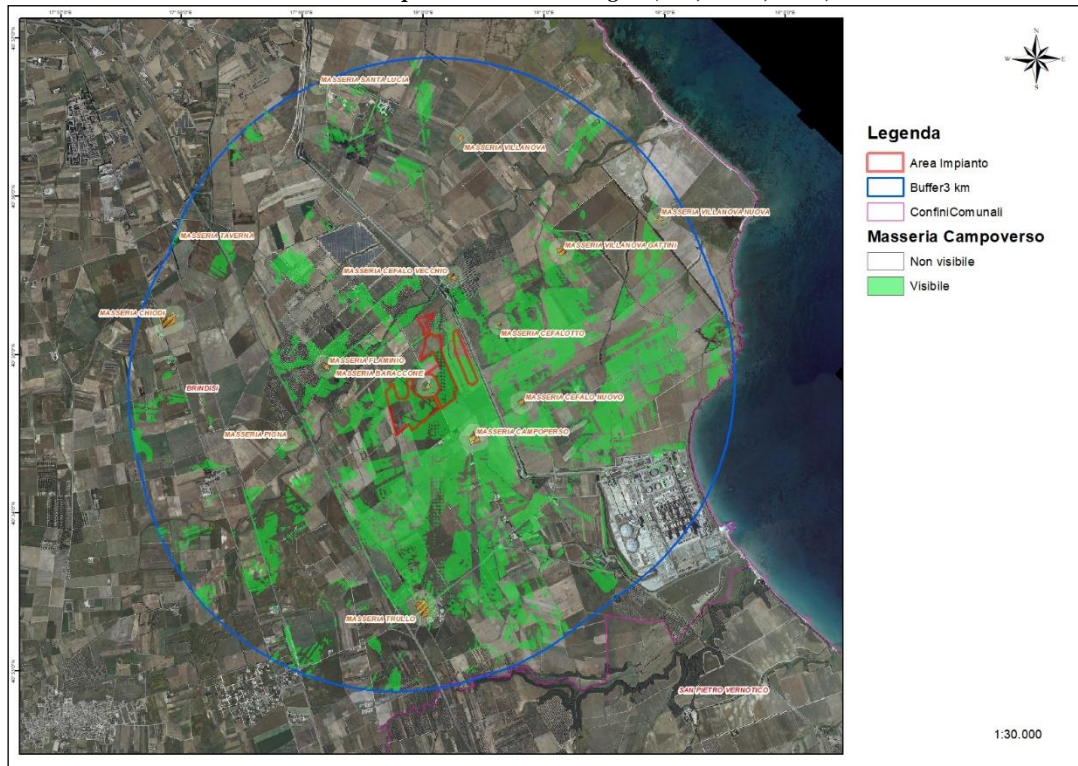 MASSERIA SANTA LUCIA
MASSERIA VILLANOVA
MASSERIA VILLANOVA NUOVA
MASSERIA TAVERNA
MASSERIA VILLANOVA GATTINI
MASSERIA CEFALO VECCHIO
MASSERIA CHIODI
MASSERIA CEFALOTTO
MASSERIA FLAMINIO
MASSERIA BARACCONE
BRINDISI
MASSERIA CEFALO NUOVO
MASSERIA PIGNA
MASSERIA CAMPOPERSO
MASSERIA TRULLO
SAN PIETRO VERNOTICO
N
W E
S
Legenda
Area Impianto
Buffer3 km
ConfiniComunali
Masseria Campoverso
Non visibile
Visibile
1:30.000